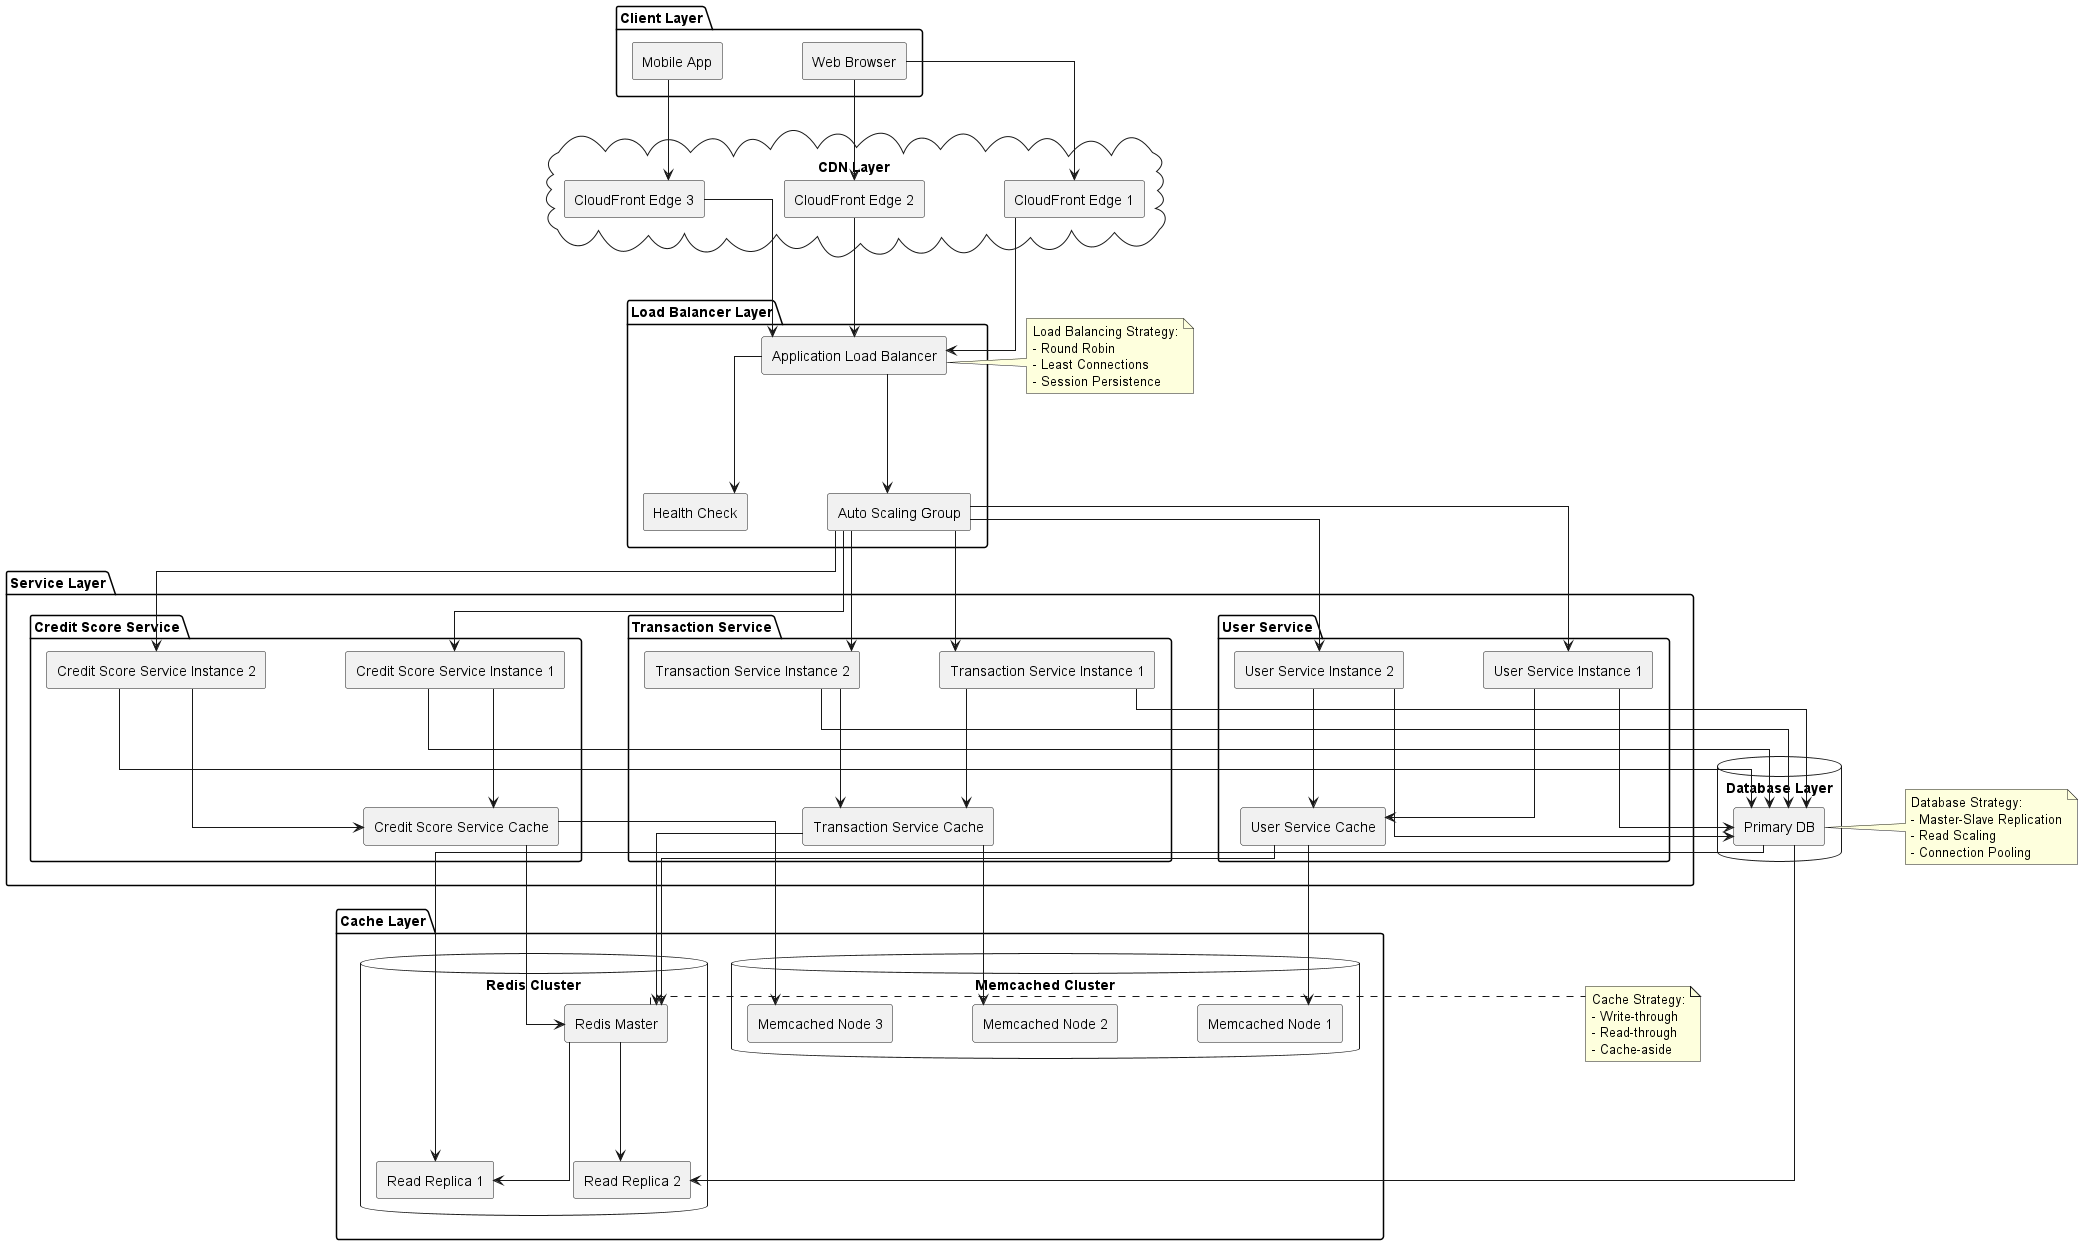 Client Layer
Mobile App
Web Browser
CDN Layer
CloudFront Edge 3
CloudFront Edge 2
CloudFront Edge 1
Load Balancer Layer
Application Load Balancer
Load Balancing Strategy:
- Round Robin
- Least Connections
- Session Persistence
Health Check
Auto Scaling Group
Service Layer
Credit Score Service
Transaction Service
User Service
Credit Score Service Instance 2
Credit Score Service Instance 1
Transaction Service Instance 2
Transaction Service Instance 1
User Service Instance 2
User Service Instance 1
Database Layer
Credit Score Service Cache
Transaction Service Cache
User Service Cache
Primary DB
Database Strategy:
- Master-Slave Replication
- Read Scaling
- Connection Pooling
Cache Layer
Redis Cluster
Memcached Cluster
Redis Master
Memcached Node 3
Memcached Node 2
Memcached Node 1
Cache Strategy:
- Write-through
- Read-through
- Cache-aside
Read Replica 1
Read Replica 2